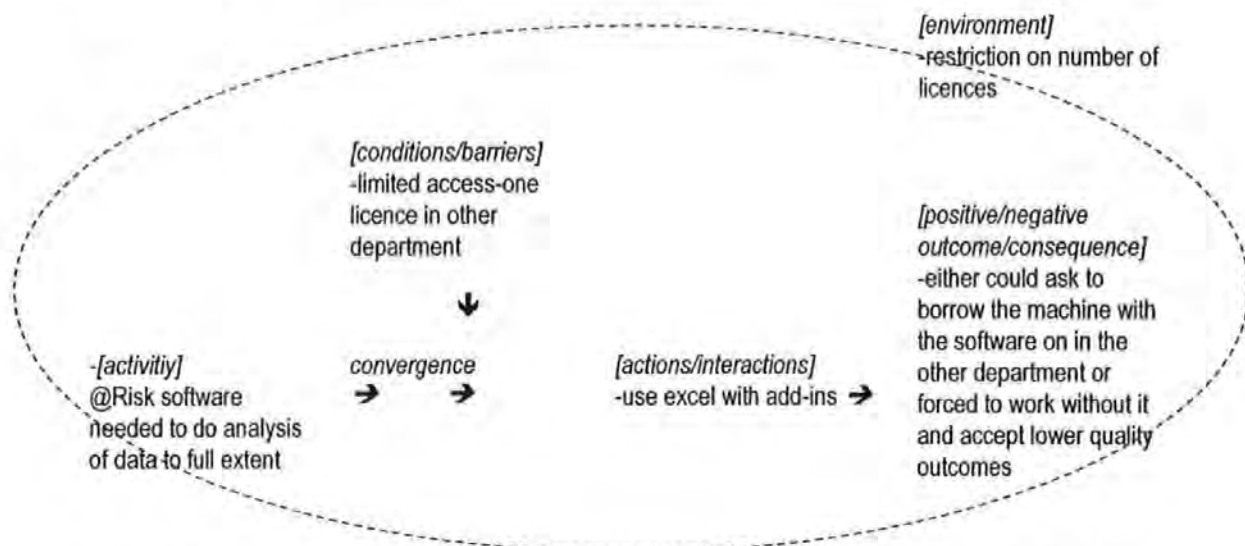 [environment]
-restriction on number of
licences
[conditions/barriers]
-limited access-one
licence in other
department
-[activitiy]
@Risk software
needed to do analysis
of data to full extent
convergence
[actions/interactions]
-use excel with add-ins
[positive/negative
outcome/consequence]
-either could ask to
borrow the machine with
the software on in the
other department or
forced to work without it
and accept lower quality
outcomes